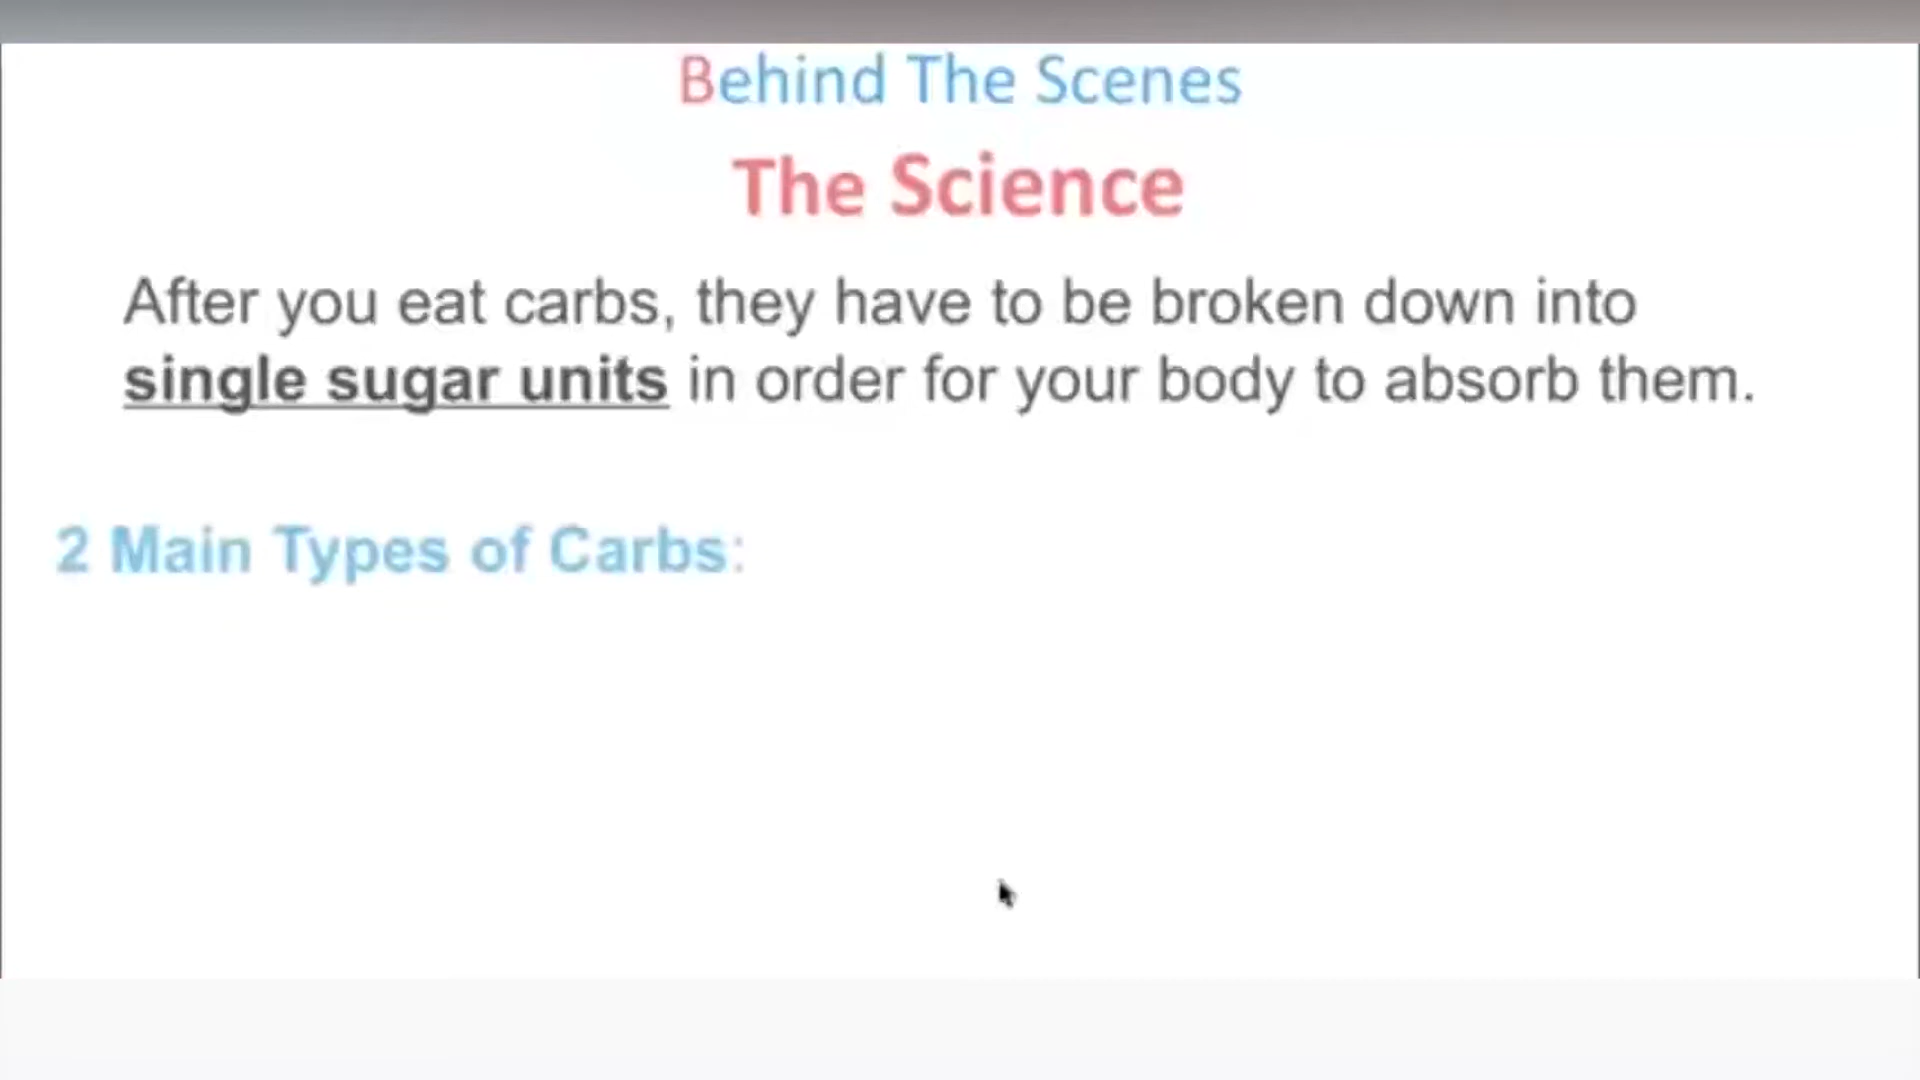 Behind The Scenes
The Science
After you eat carbs, they have to be broken down into
single sugar units in order for your body to absorb them.
2 Main Types of Carbs: